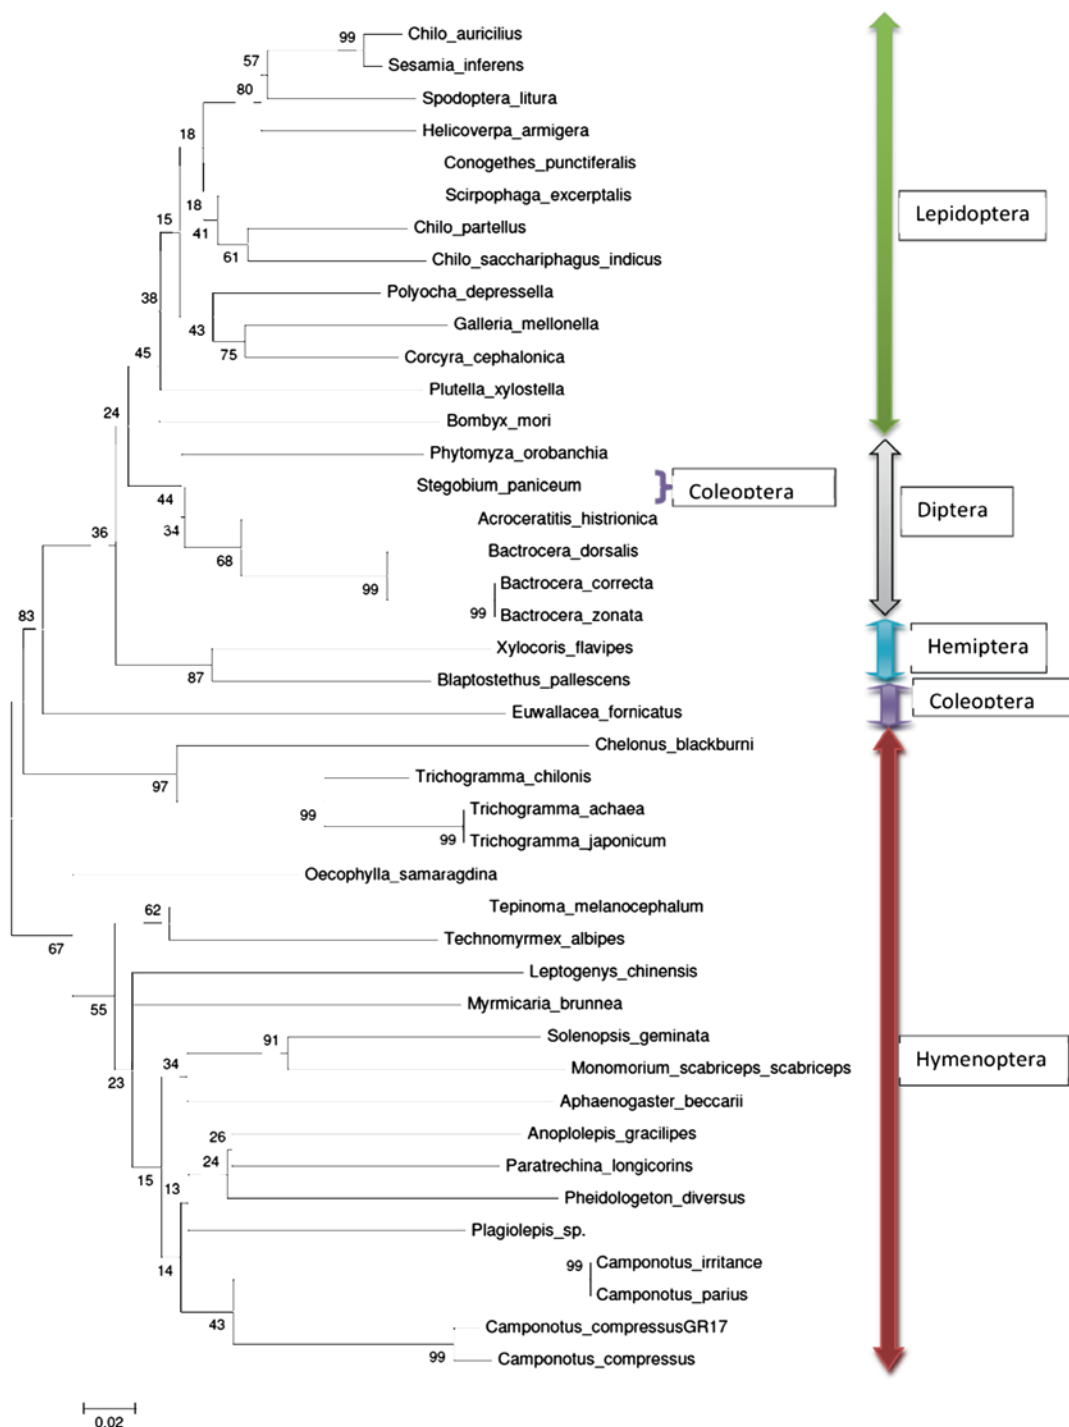 Chilo_auricilius
99
Sesamia_inferens
57
80
Spodoptera_litura
18
Helicoverpa_armigera
Conogethes_punctiferalis
Scirpophaga_excerptalis
18
15
41
Chilo_partellus
Lepidoptera
61
Chilo_sacchariphagus_indicus
38
Polyocha_depressella
43
Galleria_mellonella
45
75
Corcyra_cephalonica
Plutella_xylostella
24
Bombyx_mori
Phytomyza_orobanchia
44
Stegobium_paniceum
Coleoptera
34
Acroceratitis_histrionica
Diptera
36
68
Bactrocera_dorsalis
99
Bactrocera_correcta
99
Bactrocera_zonata
83
Xylocoris_flavipes
Hemiptera
87
Blaptostethus_pallescens
Coleoptera
Euwallacea_fornicatus
Chelonus_blackburni
97
Trichogramma_chilonis
99
Trichogramma_achaea
99
Trichogramma_japonicum
Oecophylla_samaragdina
62
Tepinoma_melanocephalum
67
Technomyrmex_albipes
Leptogenys_chinensis
55
Myrmicaria_brunnea
91
Solenopsis_geminata
34
Monomorium_scabriceps_scabriceps
Hymenoptera
23
Aphaenogaster_beccarii
26
Anoplolepis_gracilipes
24
Paratrechina_longicorins
15
13
Pheidologeton_diversus
Plagiolepis_sp.
14
99
Camponotus_irritance
Camponotus_parius
43
Camponotus_compressusGR17
99
Camponotus_compressus
0.02